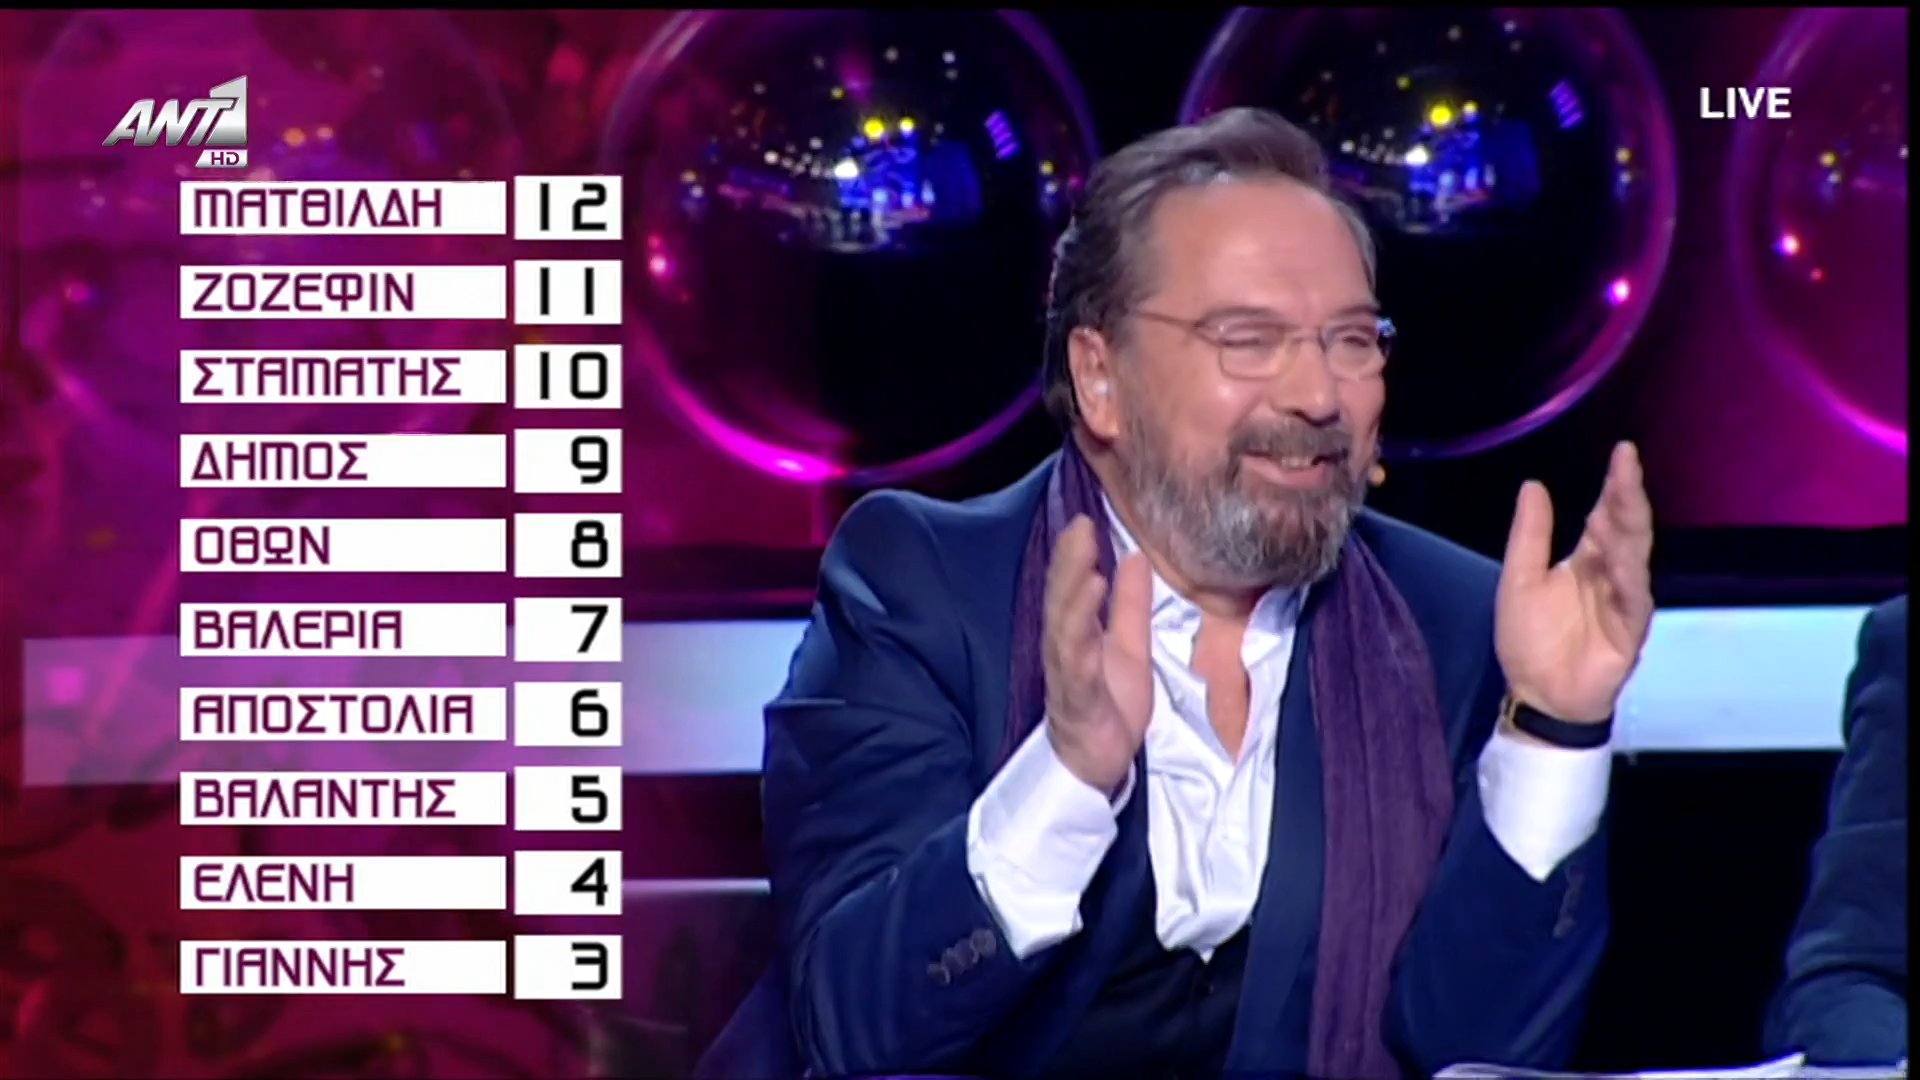 ANT1
HD
LIVE
ΜΑΤΘΙΛΔΗ 12
ΖΟΖΕΦΙΝ 11
ΣΤΑΜΑΤΗΣ 10
ΔΗΜΟΣ 9
ΟΘΩΝ 8
ΒΑΛΕΡΙΑ 7
ΑΠΟΣΤΟΛΙΑ 6
ΒΑΛΑΝΤΗΣ 5
ΕΛΕΝΗ 4
ΓΙΑΝΝΗΣ 3